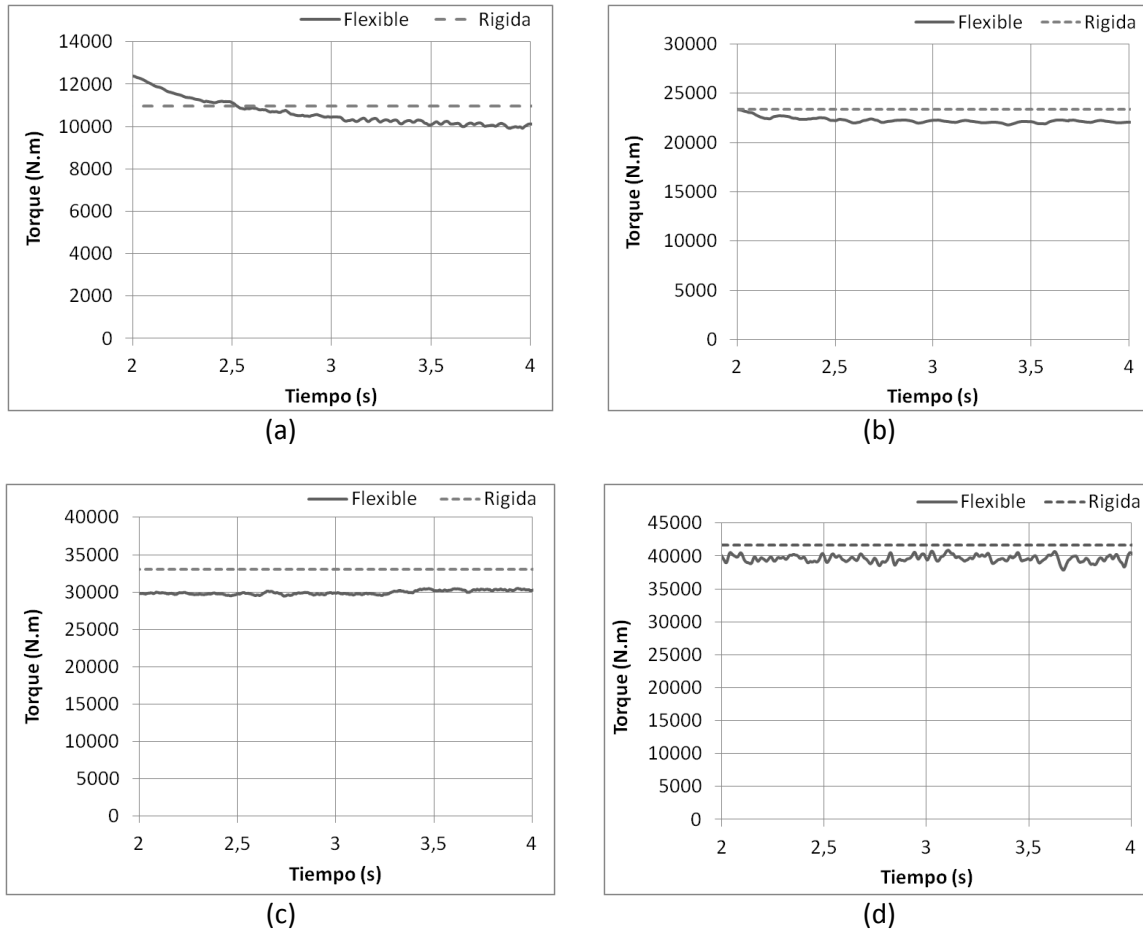 Flexible Rigida
14000
12000
10000
8000
6000
4000
2000
0
Torque (N.m)
2 2,5 3 3,5 4
Tiempo (s)
(a)
Flexible Rigida
30000
25000
20000
15000
10000
5000
0
Torque (N.m)
2 2,5 3 3,5 4
Tiempo (s)
(b)
Flexible Rigida
40000
35000
30000
25000
20000
15000
10000
5000
0
Torque (N.m)
2 2,5 3 3,5 4
Tiempo (s)
(c)
Flexible Rigida
45000
40000
35000
30000
25000
20000
15000
10000
5000
0
Torque (N.m)
2 2,5 3 3,5 4
Tiempo (s)
(d)